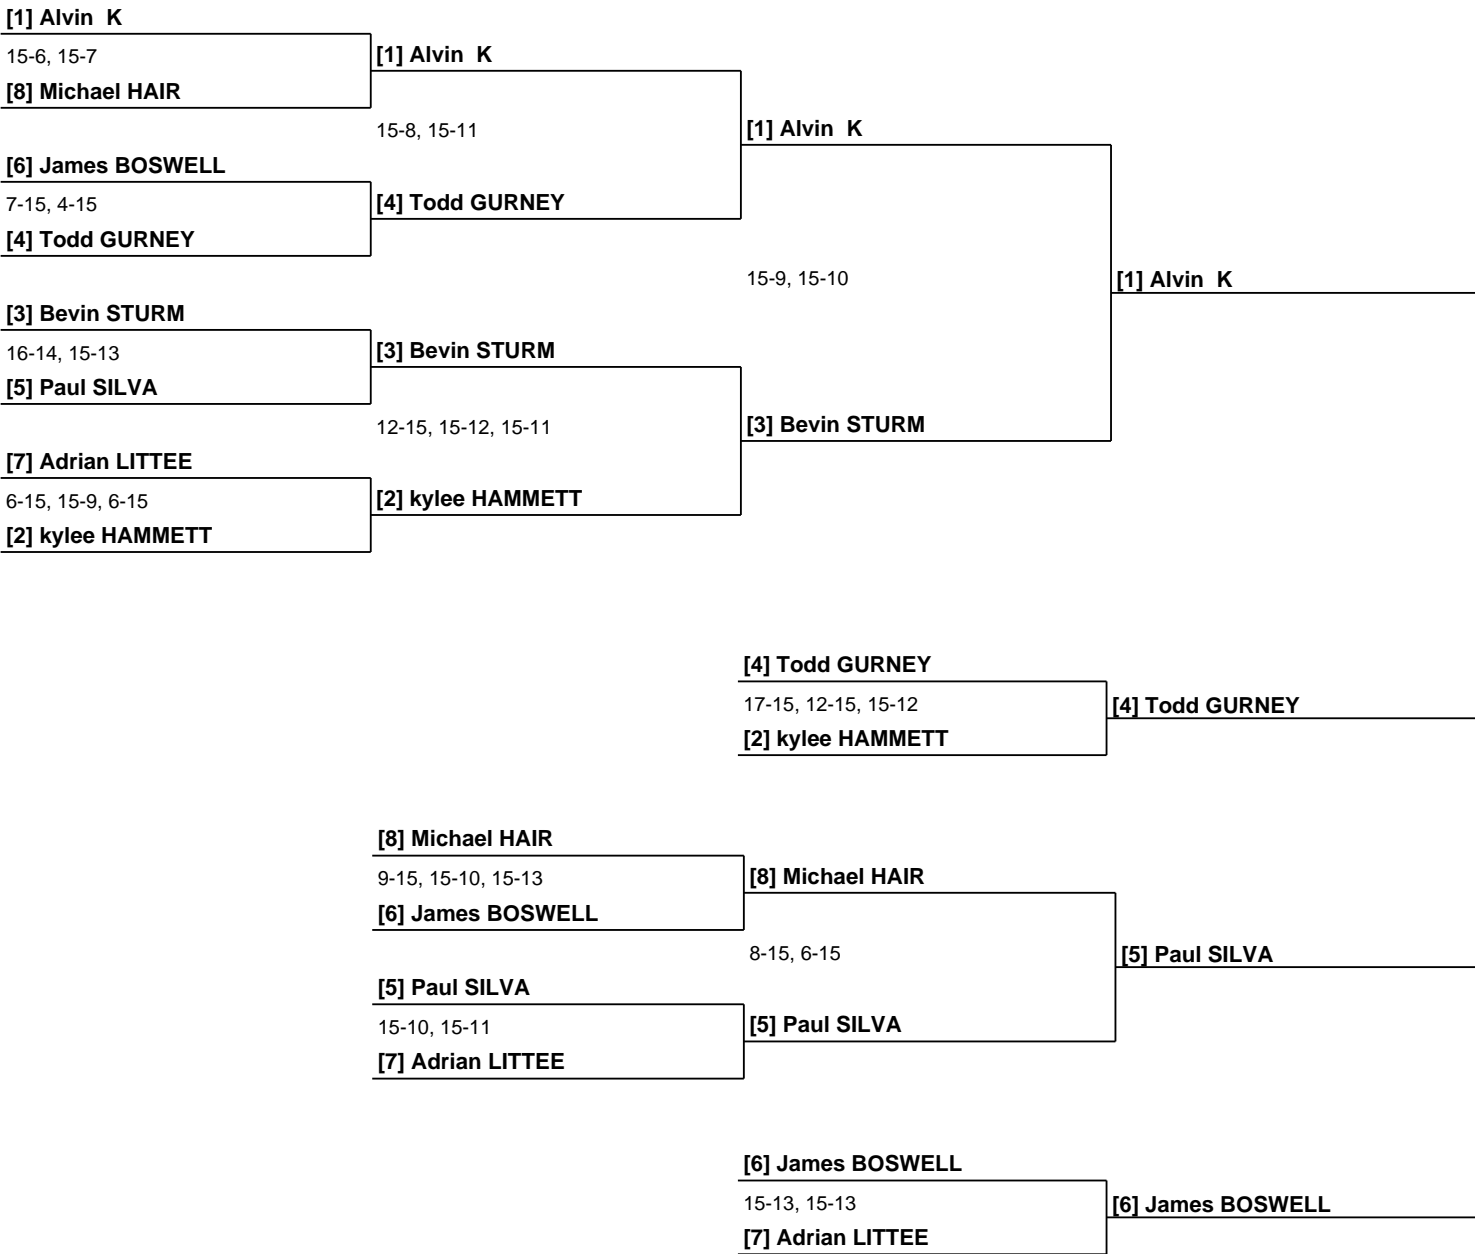 [1] Alvin  K
15-6, 15-7
[1] Alvin  K
[8] Michael HAIR
15-8, 15-11
[1] Alvin  K
[6] James BOSWELL
7-15, 4-15
[4] Todd GURNEY
[4] Todd GURNEY
15-9, 15-10
[1] Alvin  K
[3] Bevin STURM
16-14, 15-13
[3] Bevin STURM
[5] Paul SILVA
12-15, 15-12, 15-11
[3] Bevin STURM
[7] Adrian LITTEE
6-15, 15-9, 6-15
[2] kylee HAMMETT
[2] kylee HAMMETT
[4] Todd GURNEY
17-15, 12-15, 15-12
[4] Todd GURNEY
[2] kylee HAMMETT
[8] Michael HAIR
9-15, 15-10, 15-13
[8] Michael HAIR
[6] James BOSWELL
8-15, 6-15
[5] Paul SILVA
[5] Paul SILVA
15-10, 15-11
[5] Paul SILVA
[7] Adrian LITTEE
[6] James BOSWELL
15-13, 15-13
[6] James BOSWELL
[7] Adrian LITTEE